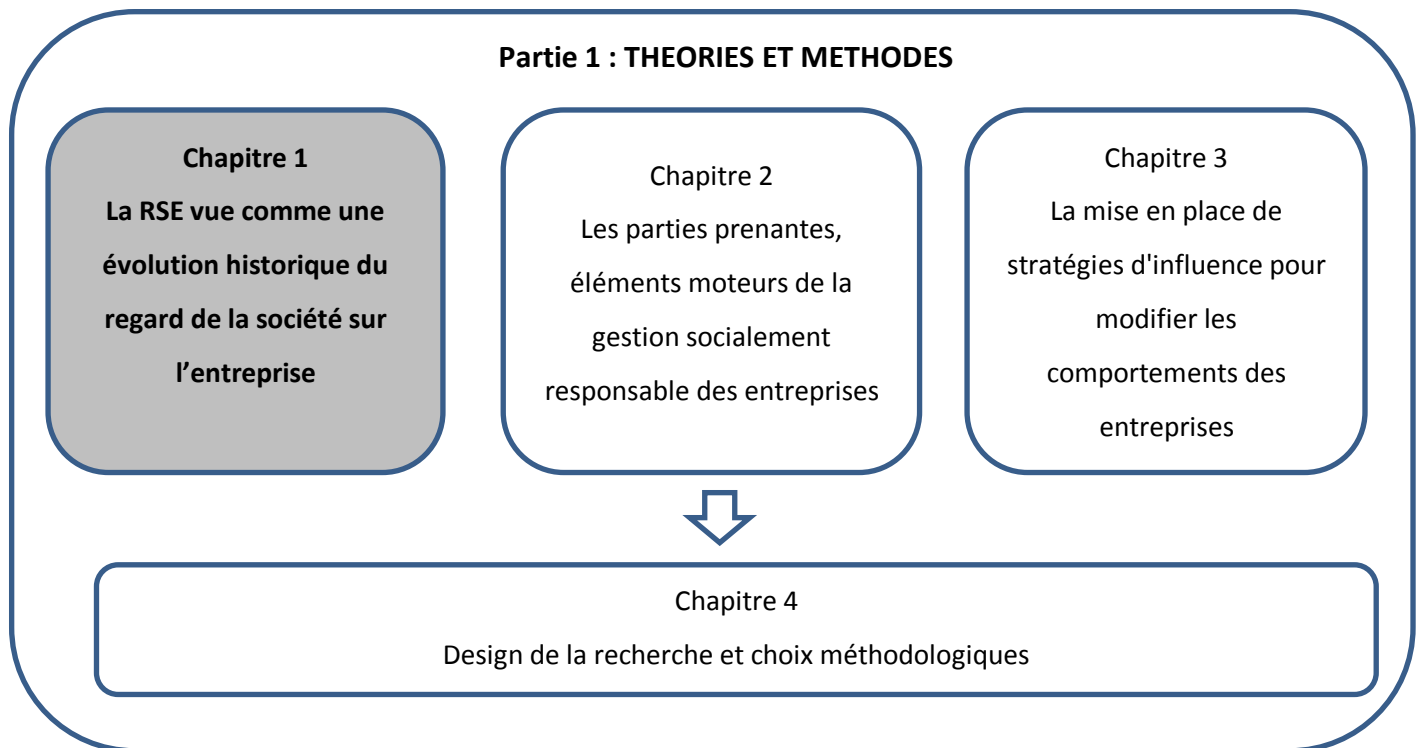 Partie 1 : THEORIES ET METHODES
Chapitre 1
La RSE vue comme une
évolution historique du
regard de la société sur
l’entreprise
Chapitre 2
Les parties prenantes,
éléments moteurs de la
gestion socialement
responsable des entreprises
Chapitre 3
La mise en place de
stratégies d'influence pour
modifier les
comportements des
entreprises
Chapitre 4
Design de la recherche et choix méthodologiques